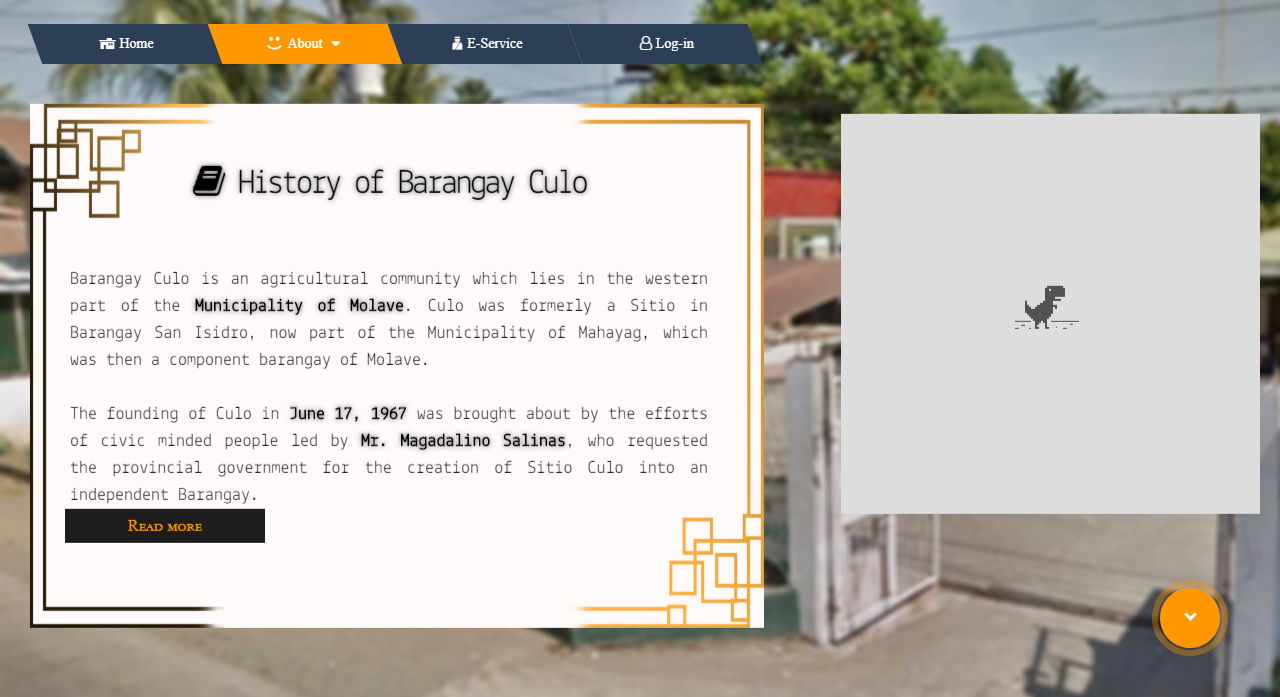 Home
About
E-Service
Log-in
History of Barangay Culo
Barangay Culo is an agricultural community which lies in the western
part of the Municipality of Molave. Culo was formerly a Sitio in
Barangay San Isidro, now part of the Municipality of Mahayag, which
was then a component barangay of Molave.
The founding of Culo in June 17, 1967 was brought about by the efforts
of civic minded people led by Mr. Magadalino Salinas, who requested
the provincial government for the creation of Sitio Culo into an
independent Barangay.
Read more